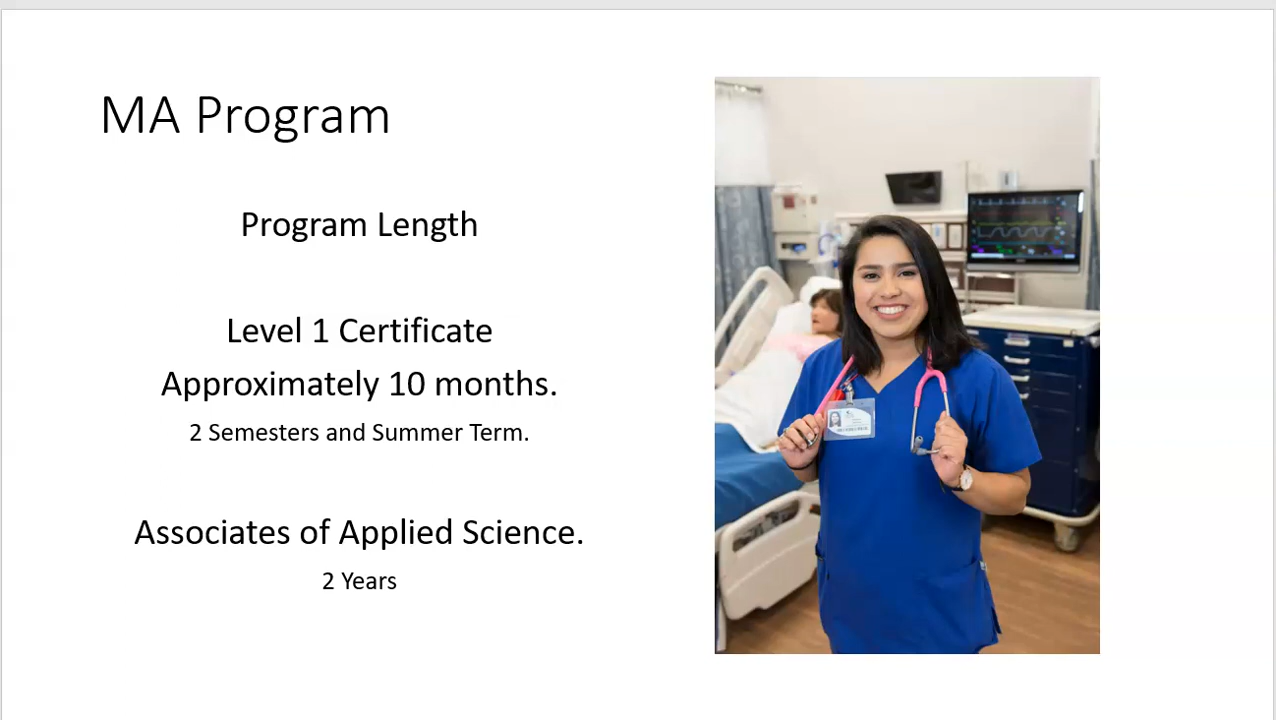 MA Program
Program Length
Level 1 Certificate
Approximately 10 months.
2 Semesters and Summer Term.
Associates of Applied Science.
2 Years